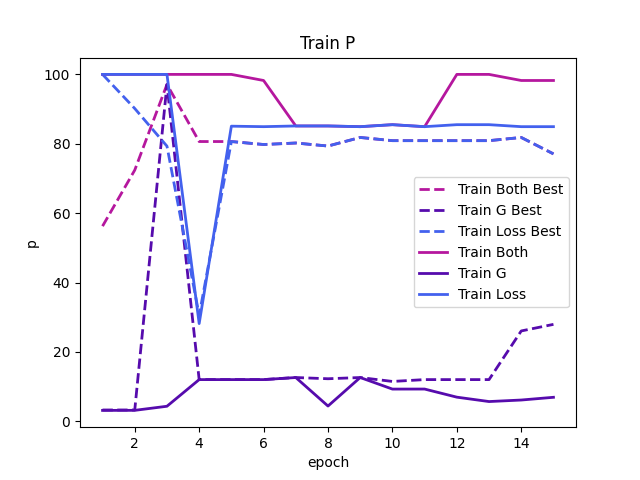 Train P
100
80
60
40
20
0
p
2 4 6 8 10 12 14
epoch
Train Both Best
Train G Best
Train Loss Best
Train Both
Train G
Train Loss